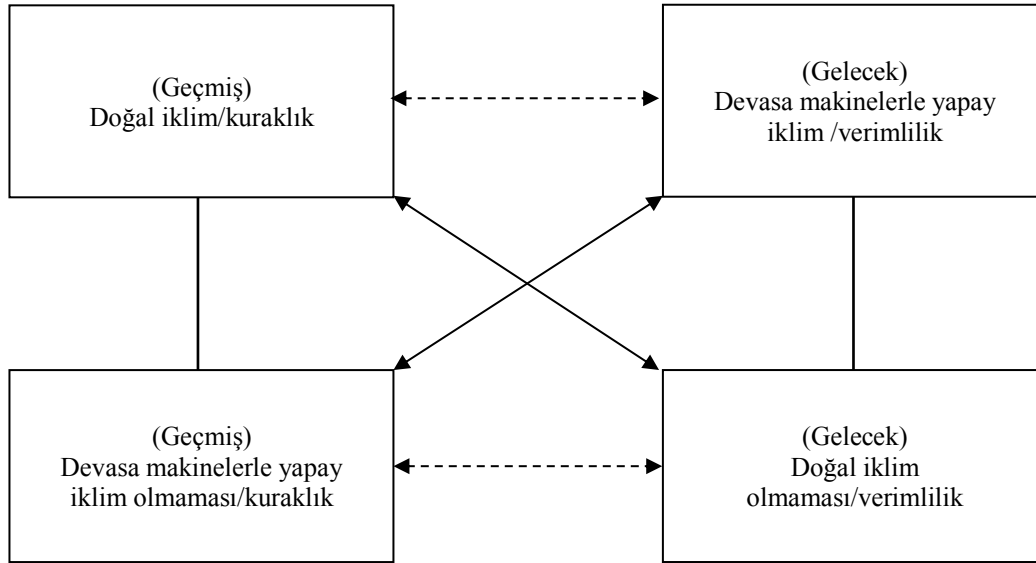 (Geçmiş)
Doğal iklim/kuraklık
(Gelecek)
Devasa makinelerle yapay
iklim /verimlilik
(Geçmiş)
Devasa makinelerle yapay
iklim olmaması/kuraklık
(Gelecek)
Doğal iklim
olmaması/verimlilik